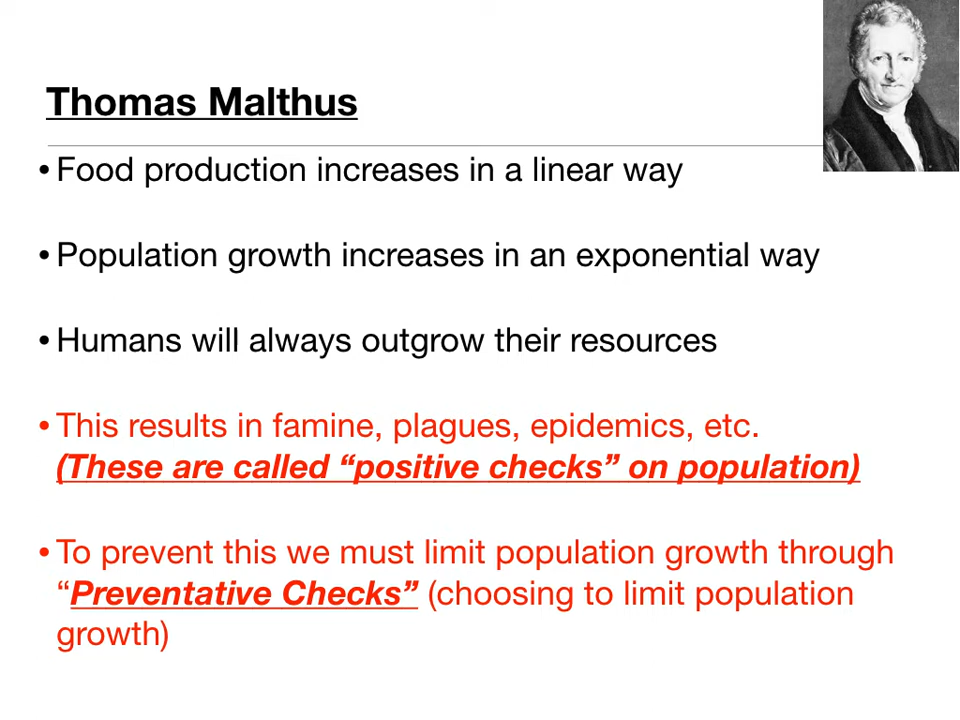 Thomas Malthus
• Food production increases in a linear way
• Population growth increases in an exponential way
• Humans will always outgrow their resources
• This results in famine, plagues, epidemics, etc.
(These are called “positive checks” on population)
• To prevent this we must limit population growth through
“Preventative Checks” (choosing to limit population
growth)